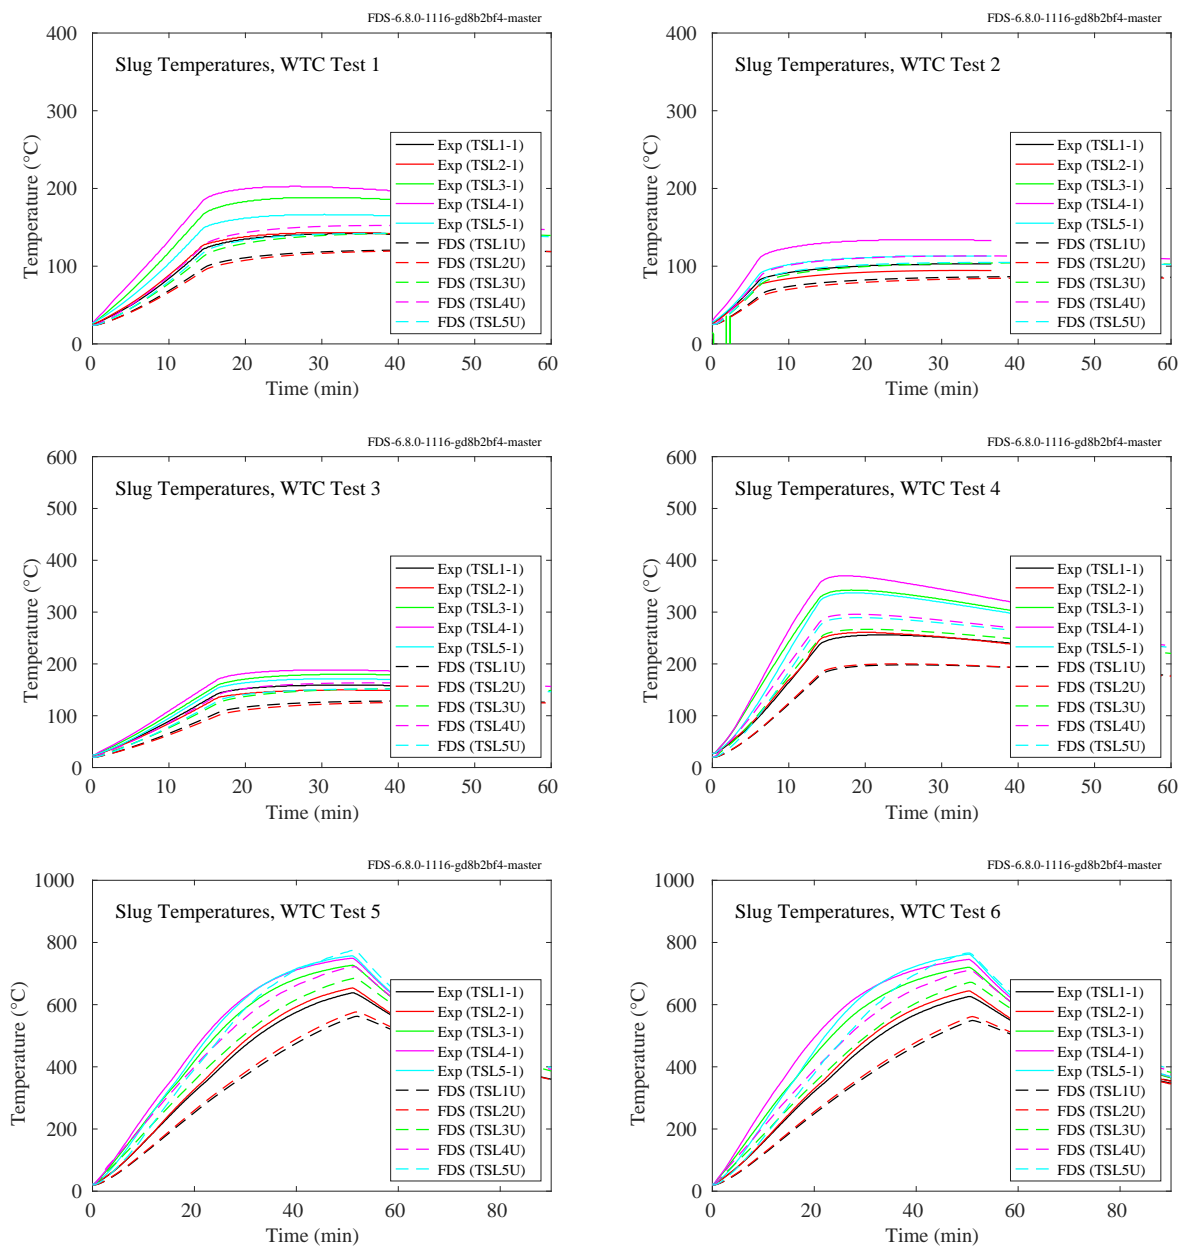 FDS-6.8.0-1116-gd8b2bf4-master
Slug Temperatures, WTC Test 1
Temperature (°C)
400
300
200
100
0
0 10 20 30 40 50 60
Time (min)
Exp (TSL1-1)
Exp (TSL2-1)
Exp (TSL3-1)
Exp (TSL4-1)
Exp (TSL5-1)
FDS (TSL1U)
FDS (TSL2U)
FDS (TSL3U)
FDS (TSL4U)
FDS (TSL5U)
FDS-6.8.0-1116-gd8b2bf4-master
Slug Temperatures, WTC Test 2
Temperature (°C)
400
300
200
100
0
0 10 20 30 40 50 60
Time (min)
Exp (TSL1-1)
Exp (TSL2-1)
Exp (TSL3-1)
Exp (TSL4-1)
Exp (TSL5-1)
FDS (TSL1U)
FDS (TSL2U)
FDS (TSL3U)
FDS (TSL4U)
FDS (TSL5U)
FDS-6.8.0-1116-gd8b2bf4-master
Slug Temperatures, WTC Test 3
Temperature (°C)
600
500
400
300
200
100
0
0 10 20 30 40 50 60
Time (min)
Exp (TSL1-1)
Exp (TSL2-1)
Exp (TSL3-1)
Exp (TSL4-1)
Exp (TSL5-1)
FDS (TSL1U)
FDS (TSL2U)
FDS (TSL3U)
FDS (TSL4U)
FDS (TSL5U)
FDS-6.8.0-1116-gd8b2bf4-master
Slug Temperatures, WTC Test 4
Temperature (°C)
600
500
400
300
200
100
0
0 10 20 30 40 50 60
Time (min)
Exp (TSL1-1)
Exp (TSL2-1)
Exp (TSL3-1)
Exp (TSL4-1)
Exp (TSL5-1)
FDS (TSL1U)
FDS (TSL2U)
FDS (TSL3U)
FDS (TSL4U)
FDS (TSL5U)
FDS-6.8.0-1116-gd8b2bf4-master
Slug Temperatures, WTC Test 5
Temperature (°C)
1000
800
600
400
200
0
0 20 40 60 80
Time (min)
Exp (TSL1-1)
Exp (TSL2-1)
Exp (TSL3-1)
Exp (TSL4-1)
Exp (TSL5-1)
FDS (TSL1U)
FDS (TSL2U)
FDS (TSL3U)
FDS (TSL4U)
FDS (TSL5U)
FDS-6.8.0-1116-gd8b2bf4-master
Slug Temperatures, WTC Test 6
Temperature (°C)
1000
800
600
400
200
0
0 20 40 60 80
Time (min)
Exp (TSL1-1)
Exp (TSL2-1)
Exp (TSL3-1)
Exp (TSL4-1)
Exp (TSL5-1)
FDS (TSL1U)
FDS (TSL2U)
FDS (TSL3U)
FDS (TSL4U)
FDS (TSL5U)